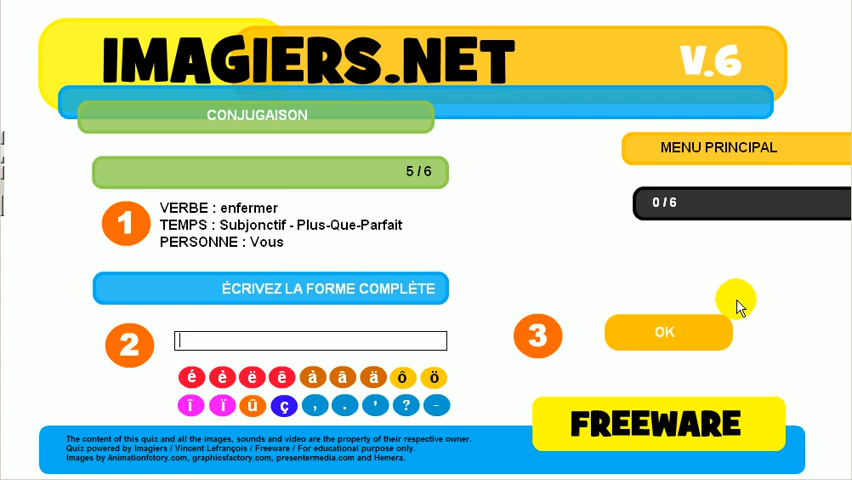 IMAGIERS.NET
V.6
CONJUGAISON
MENU PRINCIPAL
5 / 6
0 / 6
1
VERBE : enfermer
TEMPS : Subjonctif - Plus-Que-Parfait
PERSONNE : Vous
ÉCRIVEZ LA FORME COMPLÈTE
2
3
OK
é è ë ē à â ä ô ö
î ï û ç , . ' ? -
FREEWARE
The content of this quiz and all the images, sounds and video are the property of their respective owner.
Quiz powered by Imagiers / Vincent Lefrançois / Freeware / For educational purpose only.
Images by Animationfctory.com, graphicsfactory.com, presentermedia.com and Hemera.